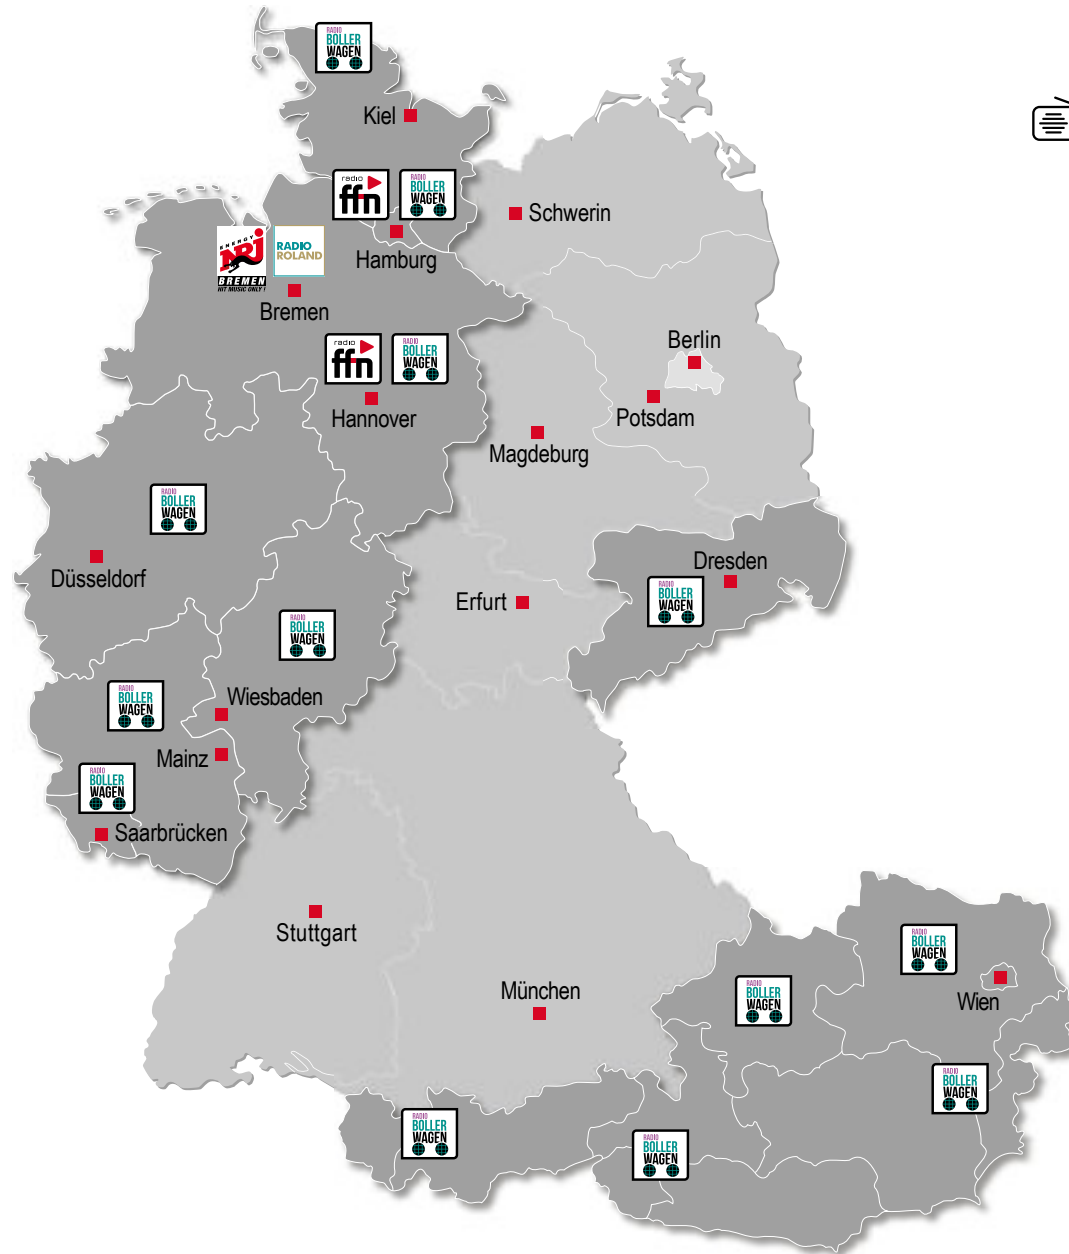 RADIO
BOLLER
WAGEN
Kiel
radio
ffn
RADIO
BOLLER
WAGEN
Schwerin
Hamburg
ENERGY
NRJ
BREMEN
HIT MUSIC ONLY !
RADIO
ROLAND
Bremen
radio
ffn
RADIO
BOLLER
WAGEN
Berlin
Hannover
Potsdam
Magdeburg
RADIO
BOLLER
WAGEN
Düsseldorf
Dresden
RADIO
BOLLER
WAGEN
Erfurt
RADIO
BOLLER
WAGEN
Wiesbaden
RADIO
BOLLER
WAGEN
Mainz
RADIO
BOLLER
WAGEN
Saarbrücken
Stuttgart
München
RADIO
BOLLER
WAGEN
Wien
RADIO
BOLLER
WAGEN
RADIO
BOLLER
WAGEN
RADIO
BOLLER
WAGEN
RADIO
BOLLER
WAGEN